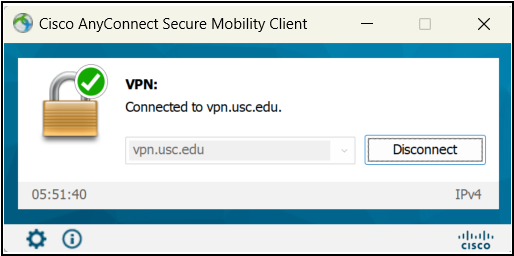 Cisco AnyConnect Secure Mobility Client
VPN:
Connected to vpn.usc.edu.
vpn.usc.edu
Disconnect
05:51:40
IPv4
cisco